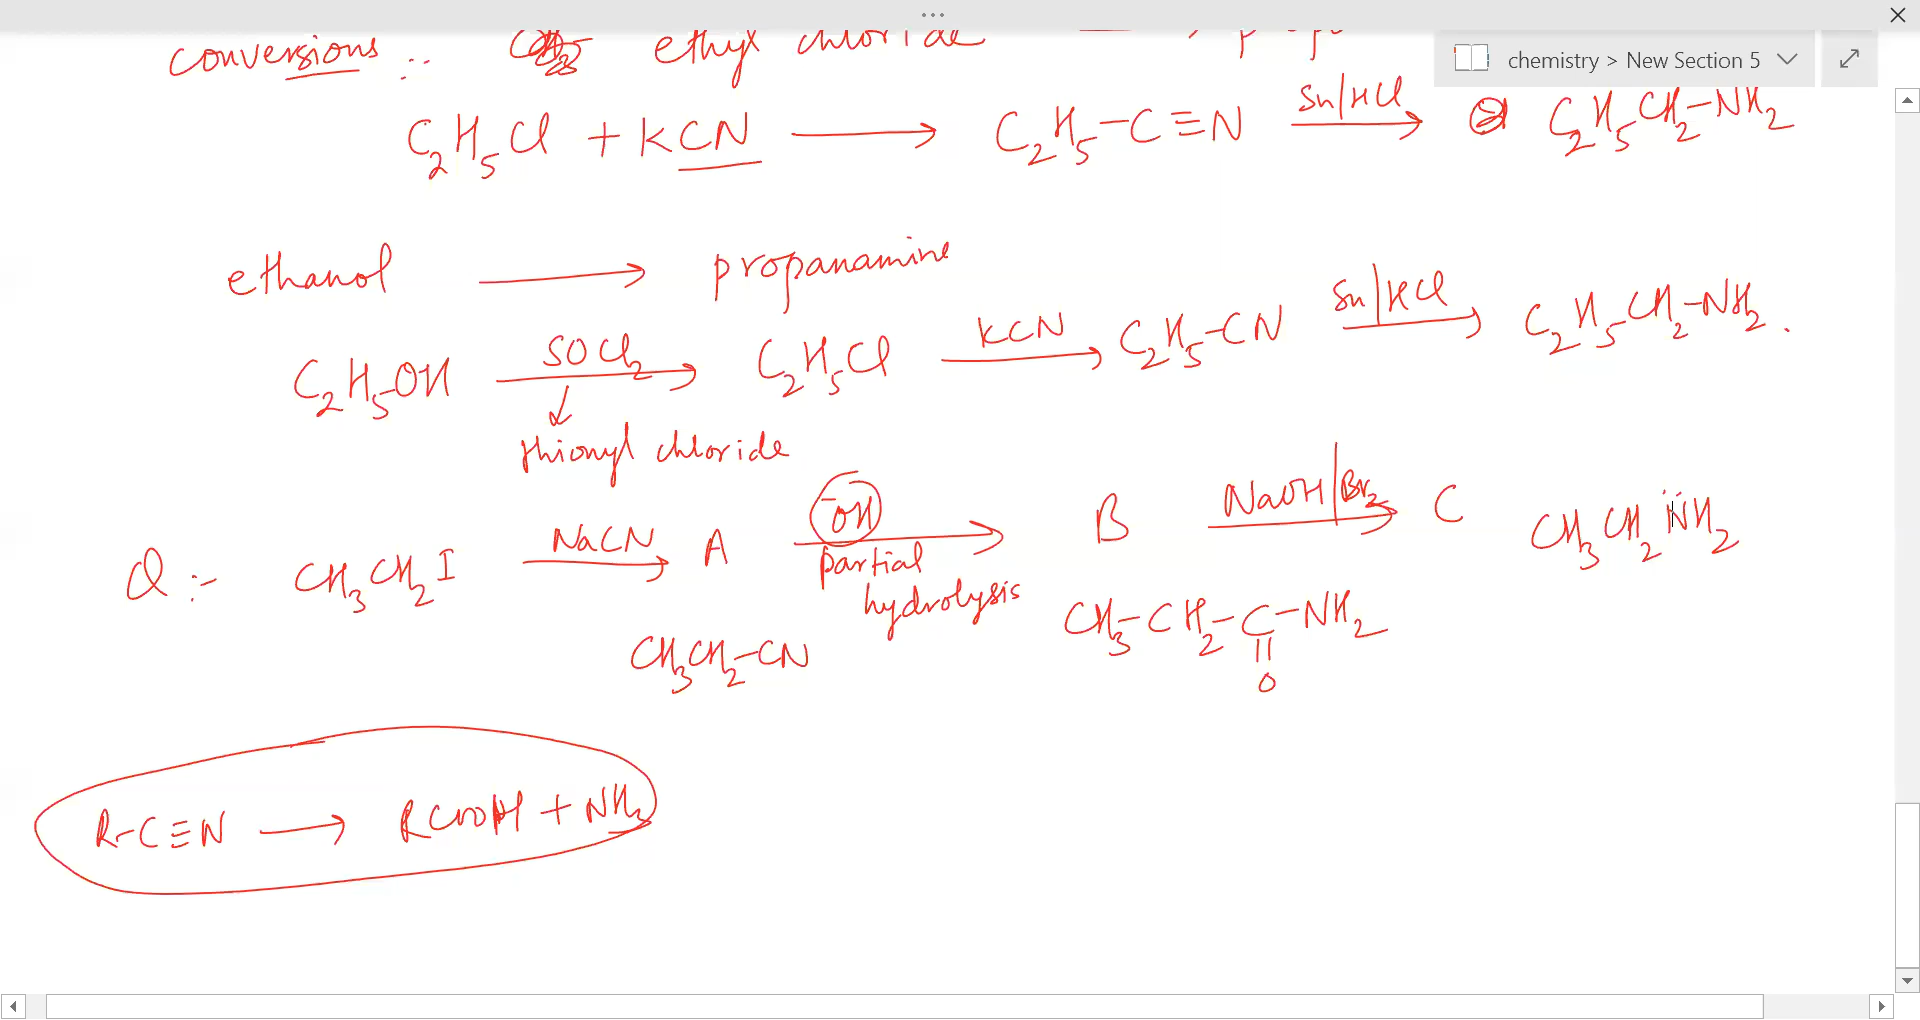 conversions :- ethyl chloride
chemistry > New Section 5
C₂H₅Cl + KCN ⟶ C₂H₅-C≡N Sn/HCl ⟶ C₂H₅CH₂-NH₂
ethanol ⟶ propanamine
C₂H₅-OH SOCl₂ ⟶ C₂H₅Cl KCN ⟶ C₂H₅-CN Sn/HCl ⟶ C₂H₅CH₂-NH₂.
↓
thionyl chloride
Q :- CH₃CH₂I NaCN ⟶ A ⁻OH ⟶ B NaOH/Br₂ ⟶ C CH₃CH₂NH₂
partial
hydrolysis
CH₃CH₂-CN CH₃-CH₂-C-NH₂
||
O
R-C≡N ⟶ RCOOH + NH₃